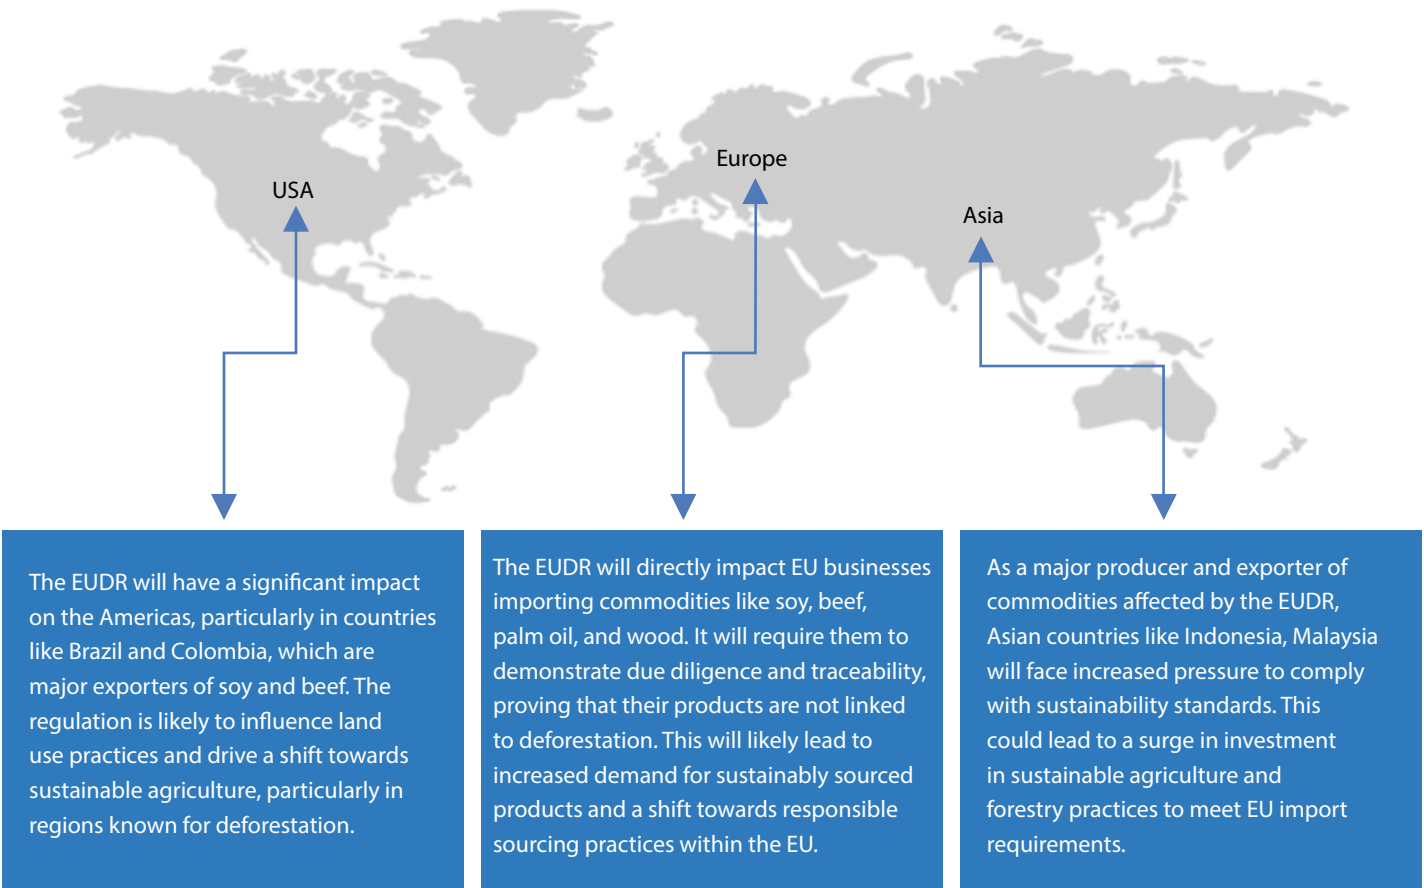 USA
Europe
Asia
The EUDR will have a significant impact
on the Americas, particularly in countries
like Brazil and Colombia, which are
major exporters of soy and beef. The
regulation is likely to influence land
use practices and drive a shift towards
sustainable agriculture, particularly in
regions known for deforestation.
The EUDR will directly impact EU businesses
importing commodities like soy, beef,
palm oil, and wood. It will require them to
demonstrate due diligence and traceability,
proving that their products are not linked
to deforestation. This will likely lead to
increased demand for sustainably sourced
products and a shift towards responsible
sourcing practices within the EU.
As a major producer and exporter of
commodities affected by the EUDR,
Asian countries like Indonesia, Malaysia
will face increased pressure to comply
with sustainability standards. This
could lead to a surge in investment
in sustainable agriculture and
forestry practices to meet EU import
requirements.